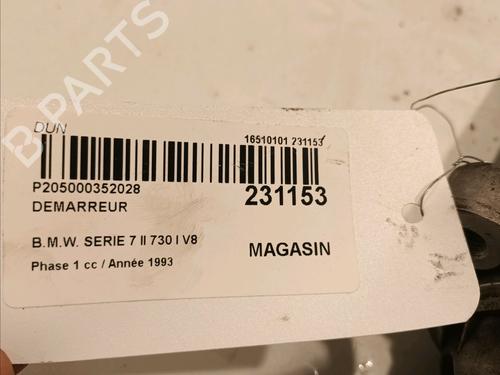 DUN
16510101 231153
P205000352028
231153
DEMARREUR
B.M.W. SERIE 7 II 730 I V8
MAGASIN
Phase 1 cc / Année 1993
B-PARTS